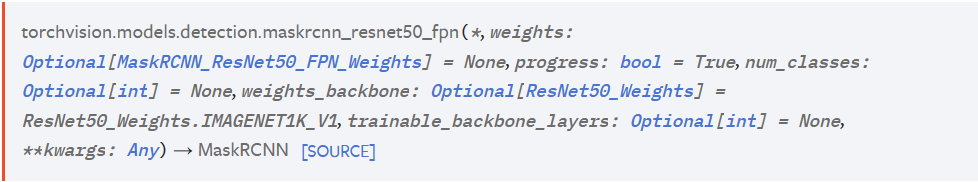 torchvision.models.detection.maskrcnn_resnet50_fpn(*, weights:
Optional[MaskRCNN_ResNet50_FPN_Weights] = None, progress: bool = True, num_classes:
Optional[int] = None, weights_backbone: Optional[ResNet50_Weights] =
ResNet50_Weights.IMAGENET1K_V1, trainable_backbone_layers: Optional[int] = None,
**kwargs: Any) → MaskRCNN [SOURCE]